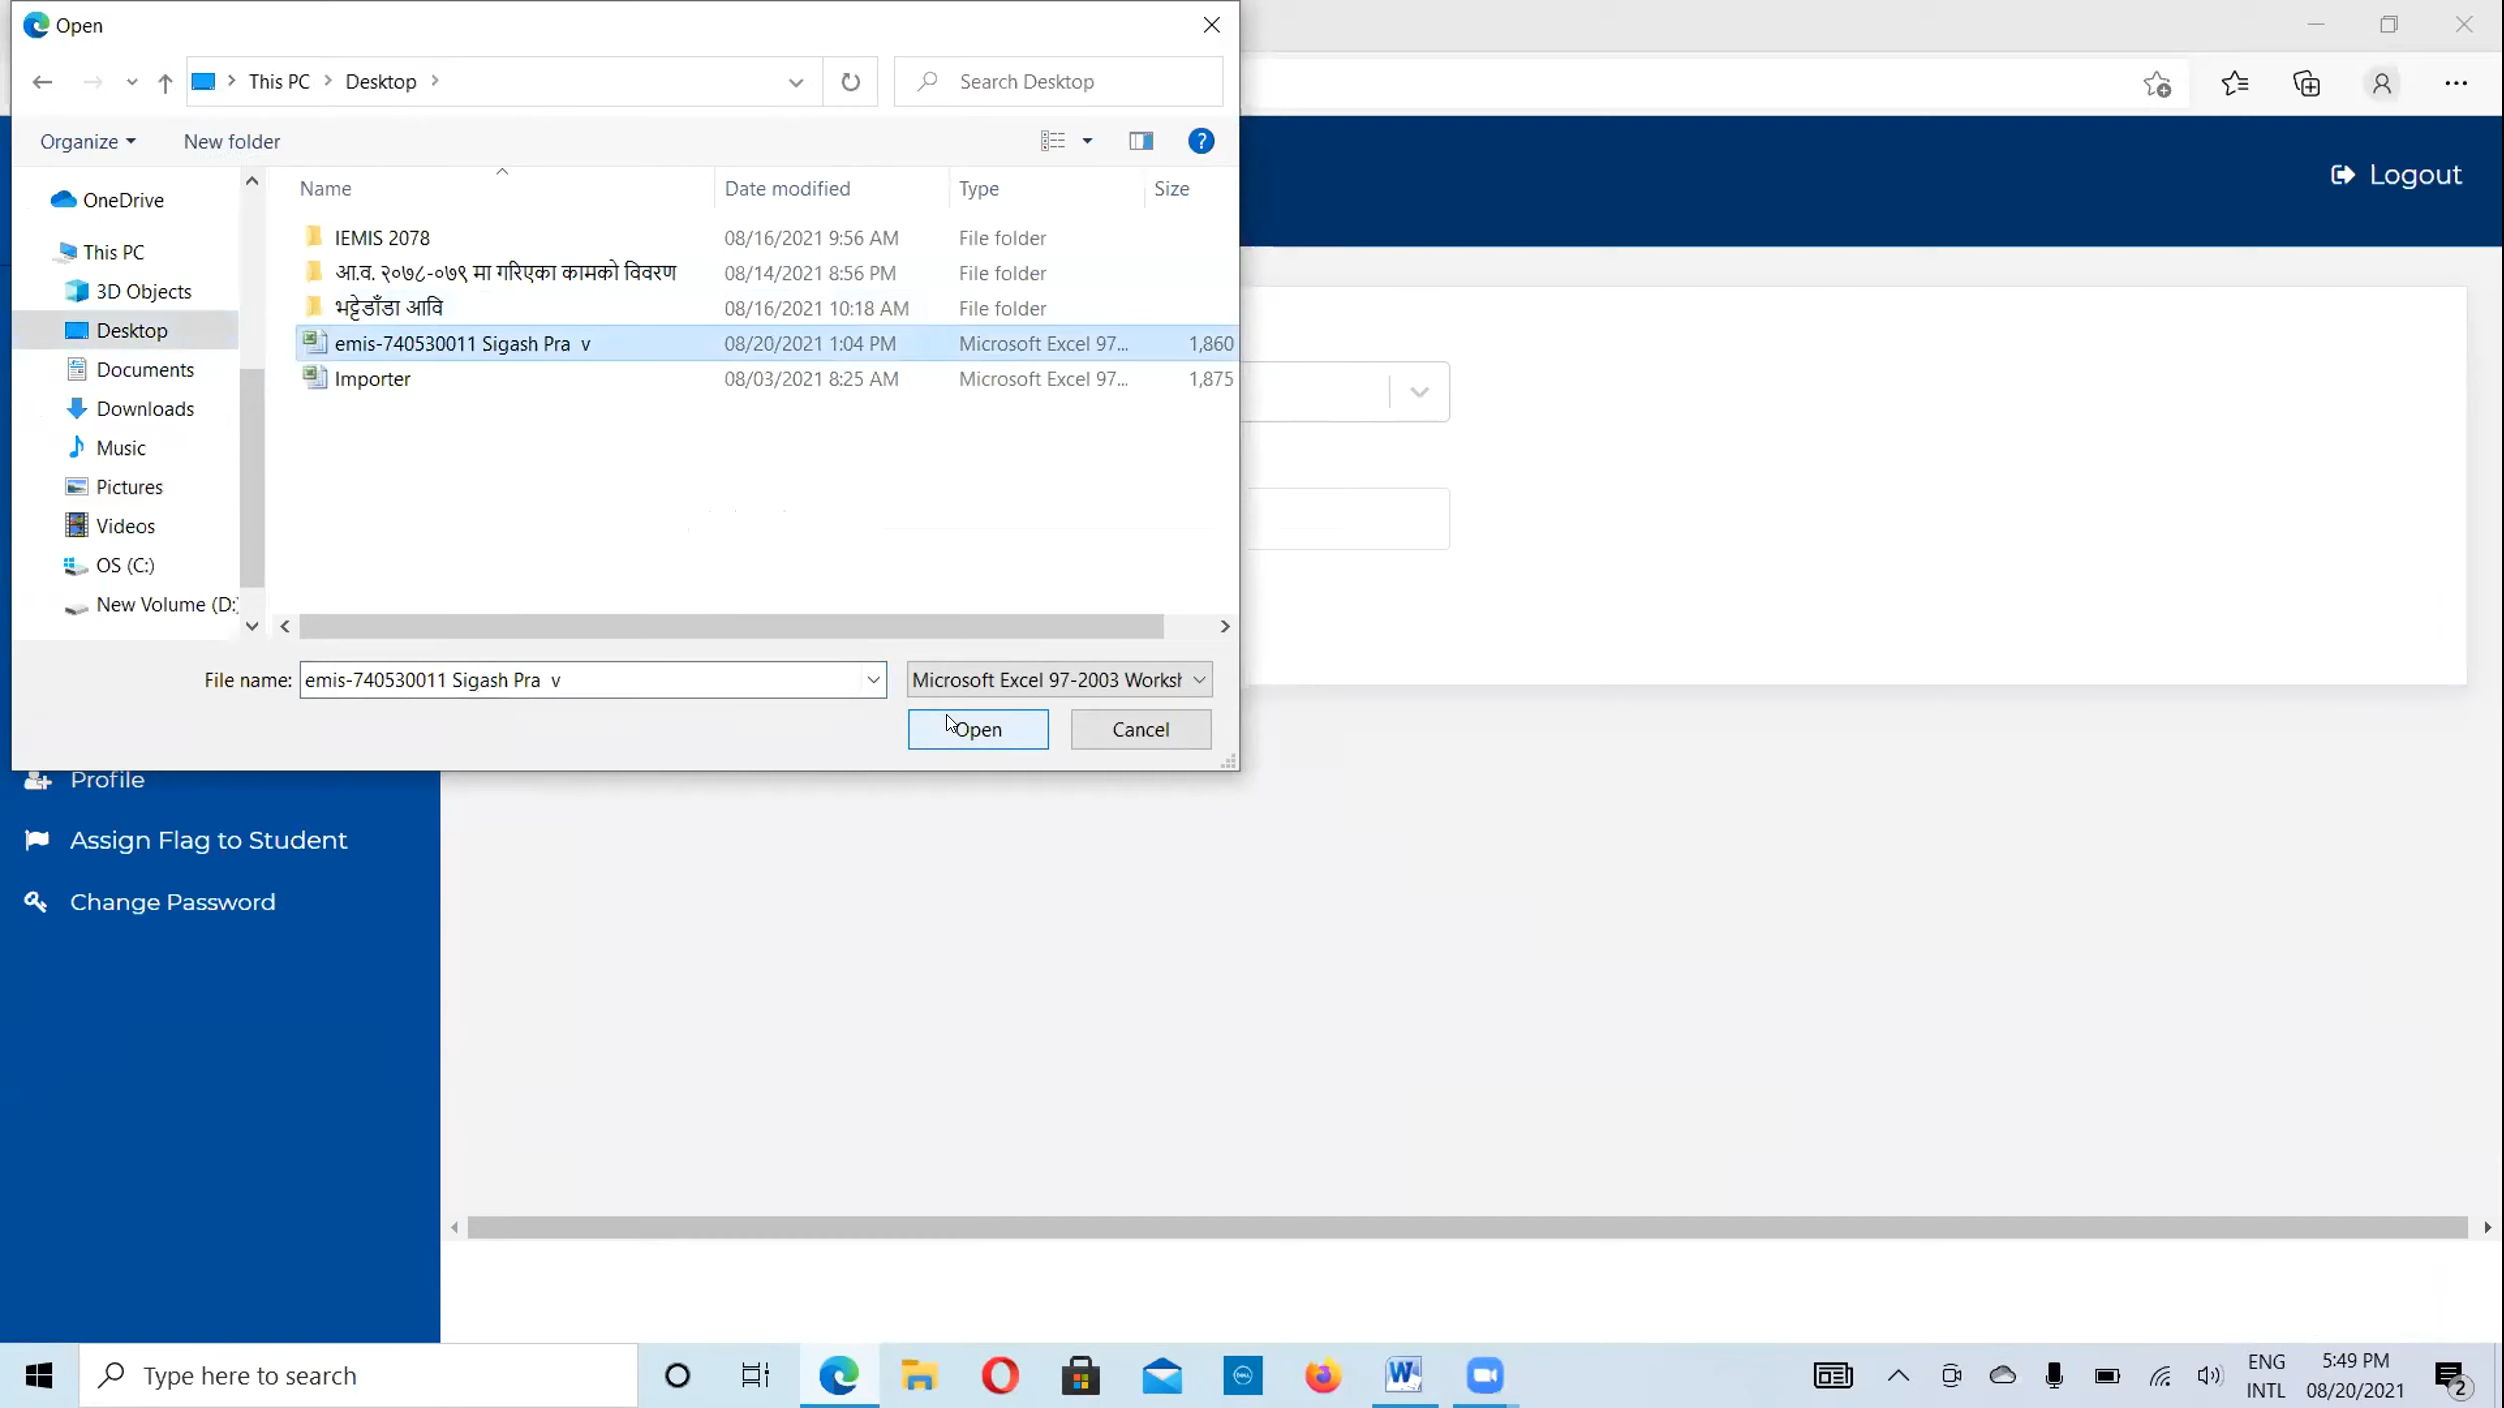 Open
This PC > Desktop >
Search Desktop
Organize
New folder
Name
Date modified
Type
Size
OneDrive
This PC
3D Objects
Desktop
Documents
Downloads
Music
Pictures
Videos
OS (C:)
New Volume (D:)
IEMIS 2078 08/16/2021 9:56 AM File folder
आ.व. २०७८-०७९ मा गरिएका कामको विवरण 08/14/2021 8:56 PM File folder
भट्टेडाँडा आवि 08/16/2021 10:18 AM File folder
emis-740530011 Sigash Pra v 08/20/2021 1:04 PM Microsoft Excel 97... 1,860
Importer 08/03/2021 8:25 AM Microsoft Excel 97... 1,875
File name: emis-740530011 Sigash Pra v
Microsoft Excel 97-2003 Worksh
Open
Cancel
Logout
Profile
Assign Flag to Student
Change Password
Type here to search
ENG
INTL
5:49 PM
08/20/2021
2